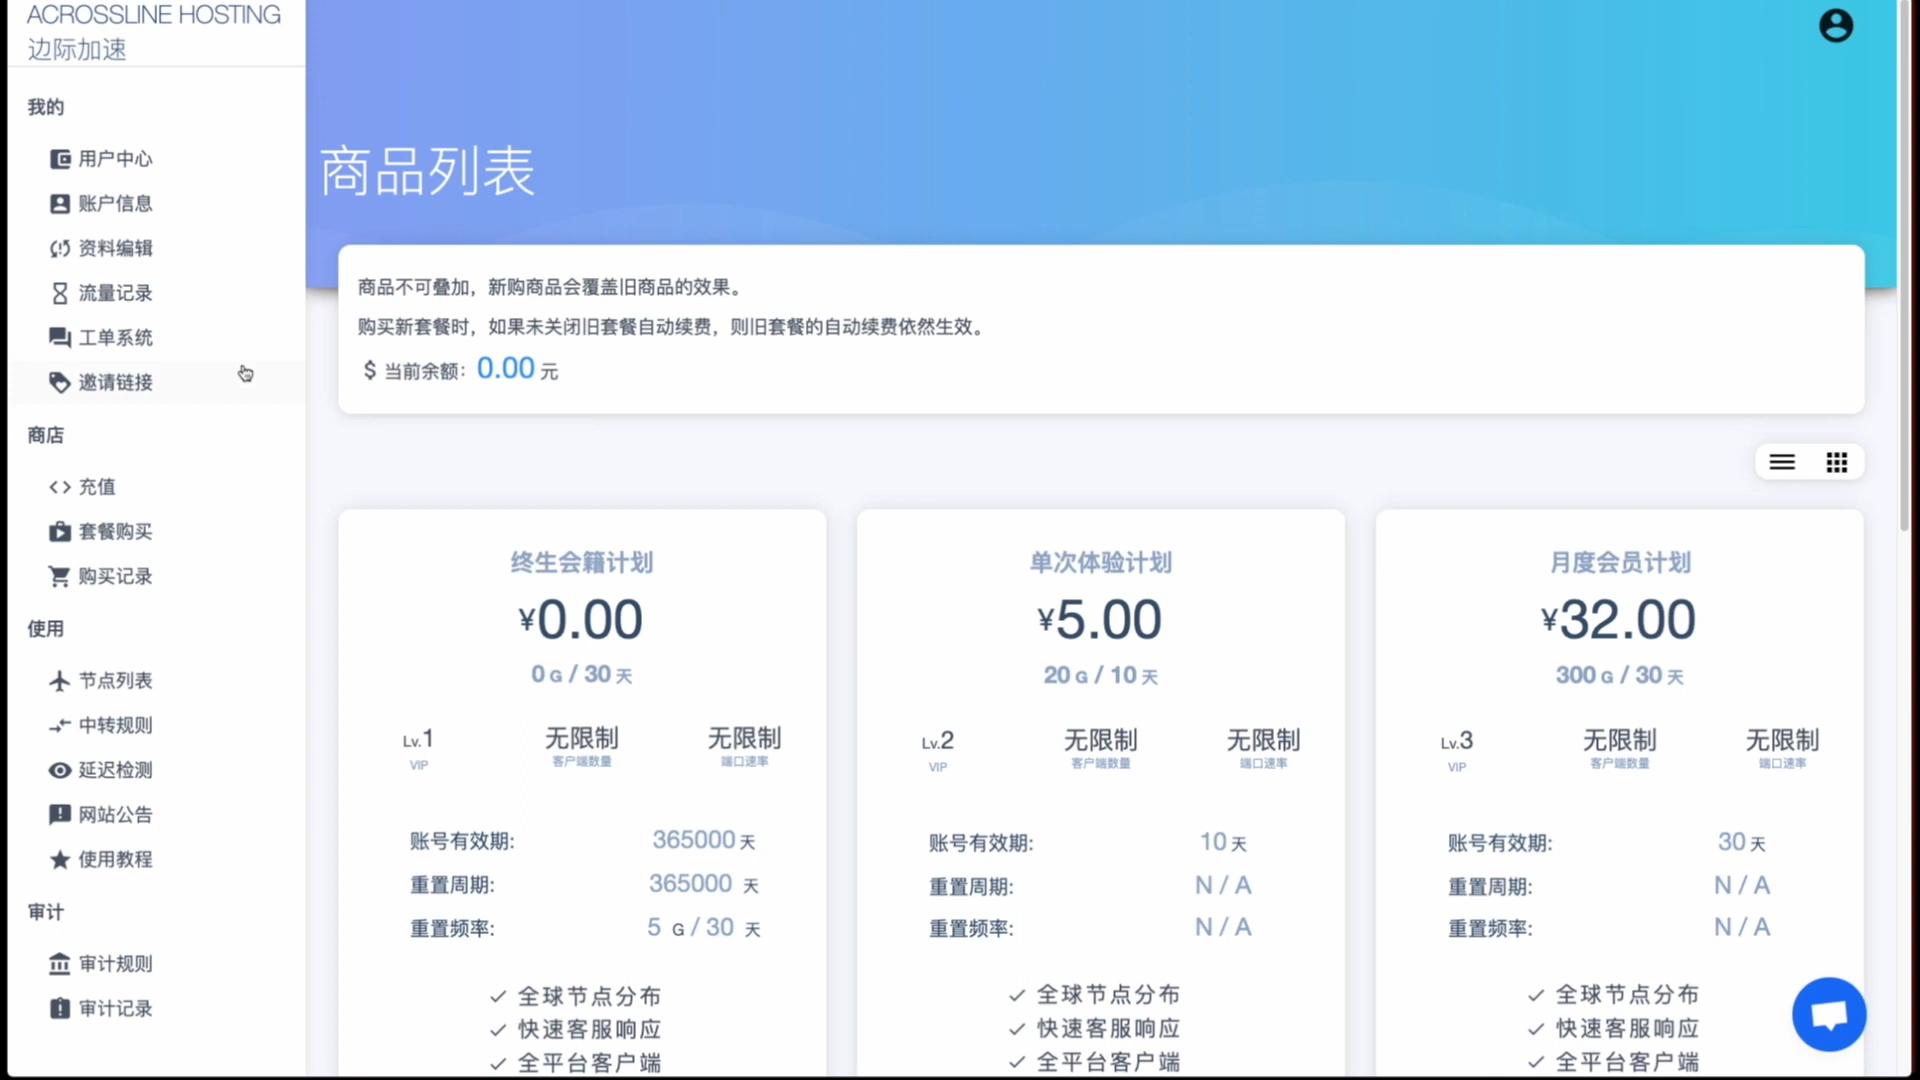 ACROSSLINE HOSTING
边际加速
我的
用户中心
账户信息
资料编辑
流量记录
工单系统
邀请链接
商店
充值
套餐购买
购买记录
使用
节点列表
中转规则
延迟检测
网站公告
使用教程
审计
审计规则
审计记录
商品列表
商品不可叠加，新购商品会覆盖旧商品的效果。
购买新套餐时，如果未关闭旧套餐自动续费，则旧套餐的自动续费依然生效。
$ 当前余额：0.00 元
终生会籍计划
¥0.00
0 G / 30 天
Lv.1 无限制 无限制
VIP 客户端数量 端口速率
账号有效期: 365000 天
重置周期: 365000 天
重置频率: 5 G / 30 天
✓ 全球节点分布
✓ 快速客服响应
✓ 全平台客户端
单次体验计划
¥5.00
20 G / 10 天
Lv.2 无限制 无限制
VIP 客户端数量 端口速率
账号有效期: 10 天
重置周期: N / A
重置频率: N / A
✓ 全球节点分布
✓ 快速客服响应
✓ 全平台客户端
月度会员计划
¥32.00
300 G / 30 天
Lv.3 无限制 无限制
VIP 客户端数量 端口速率
账号有效期: 30 天
重置周期: N / A
重置频率: N / A
✓ 全球节点分布
✓ 快速客服响应
✓ 全平台客户端